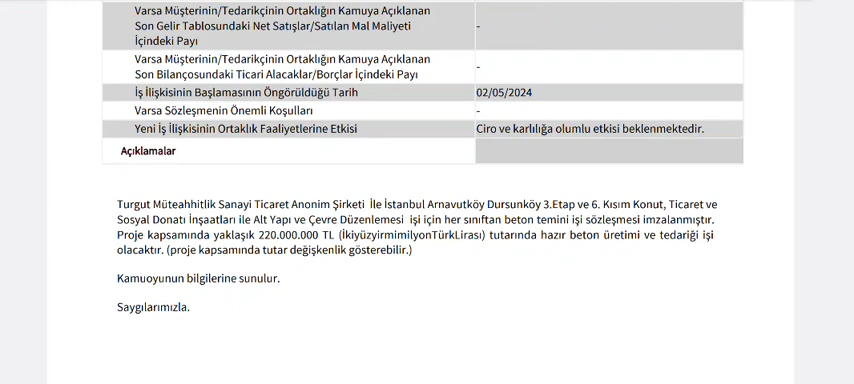 Varsa Müşterinin/Tedarikçinin Ortaklığın Kamuya Açıklanan
Son Gelir Tablosundaki Net Satışlar/Satılan Mal Maliyeti
İçindeki Payı
-
Varsa Müşterinin/Tedarikçinin Ortaklığın Kamuya Açıklanan
Son Bilançosundaki Ticari Alacaklar/Borçlar İçindeki Payı
-
İş İlişkisinin Başlamasının Öngörüldüğü Tarih
02/05/2024
Varsa Sözleşmenin Önemli Koşulları
-
Yeni İş İlişkisinin Ortaklık Faaliyetlerine Etkisi
Ciro ve karlılığa olumlu etkisi beklenmektedir.
Açıklamalar
Turgut Müteahhitlik Sanayi Ticaret Anonim Şirketi İle İstanbul Arnavutköy Dursunköy 3.Etap ve 6. Kısım Konut, Ticaret ve
Sosyal Donatı İnşaatları ile Alt Yapı ve Çevre Düzenlemesi işi için her sınıftan beton temini işi sözleşmesi imzalanmıştır.
Proje kapsamında yaklaşık 220.000.000 TL (İkiyüzyirmimilyonTürkLirası) tutarında hazır beton üretimi ve tedariği işi
olacaktır. (proje kapsamında tutar değişkenlik gösterebilir.)
Kamuoyunun bilgilerine sunulur.
Saygılarımızla.